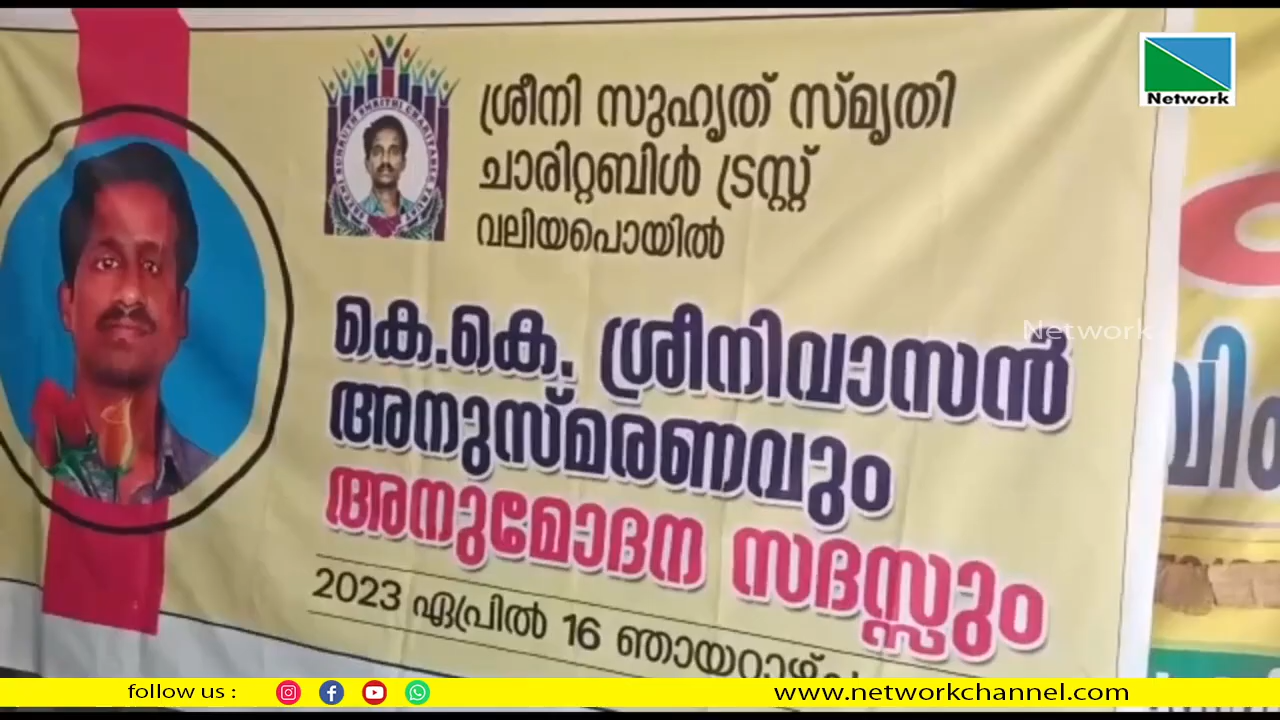 ശ്രീനി സുഹൃത് സ്മൃതി
ചാരിറ്റബിൾ ട്രസ്റ്റ്
വലിയപൊയിൽ
കെ.കെ. ശ്രീനിവാസൻ
അനുസ്മരണവും
അനുമോദന സദസ്സും
2023 ഏപ്രിൽ 16 ഞായറാഴ്ച
Network
Network
follow us :
www.networkchannel.com